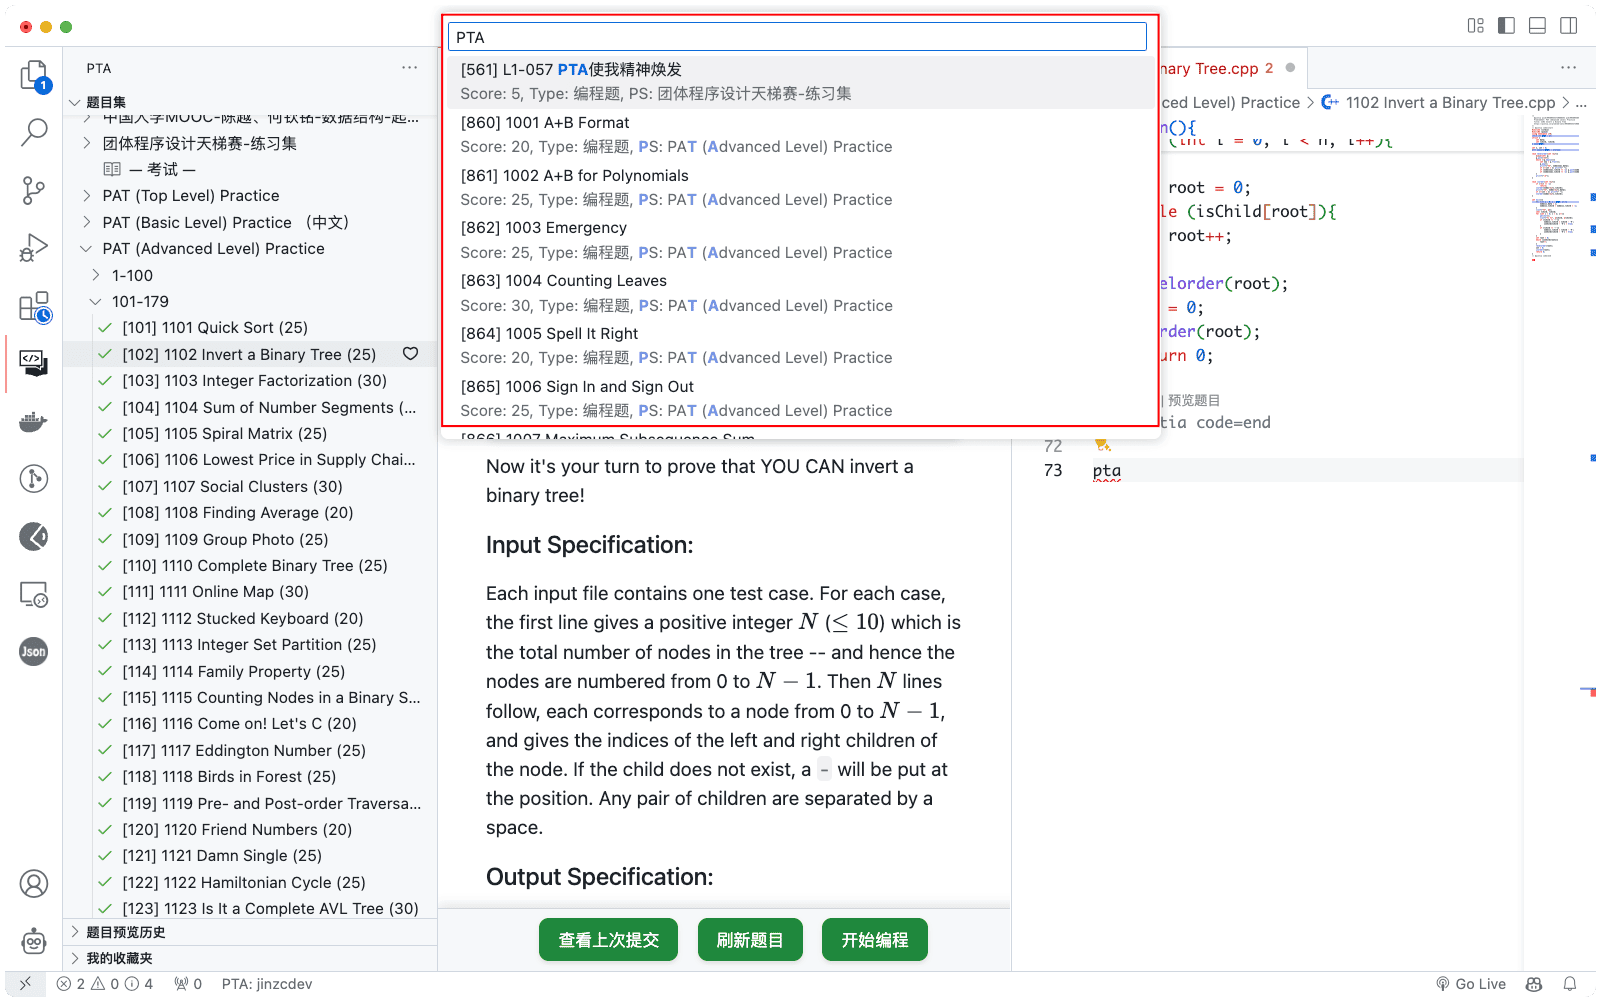 PTA
[561] L1-057 PTA使我精神焕发
Score: 5, Type: 编程题, PS: 团体程序设计天梯赛-练习集
[860] 1001 A+B Format
Score: 20, Type: 编程题, PS: PAT (Advanced Level) Practice
[861] 1002 A+B for Polynomials
Score: 25, Type: 编程题, PS: PAT (Advanced Level) Practice
[862] 1003 Emergency
Score: 25, Type: 编程题, PS: PAT (Advanced Level) Practice
[863] 1004 Counting Leaves
Score: 30, Type: 编程题, PS: PAT (Advanced Level) Practice
[864] 1005 Spell It Right
Score: 20, Type: 编程题, PS: PAT (Advanced Level) Practice
[865] 1006 Sign In and Sign Out
Score: 25, Type: 编程题, PS: PAT (Advanced Level) Practice
[866] 1007 Maximum Subsequence Sum
1
PTA
题目集
中国大学MOOC-陈越、何钦铭-数据结构-起...
团体程序设计天梯赛-练习集
— 考试 —
PAT (Top Level) Practice
PAT (Basic Level) Practice （中文）
PAT (Advanced Level) Practice
1-100
101-179
[101] 1101 Quick Sort (25)
[102] 1102 Invert a Binary Tree (25)
[103] 1103 Integer Factorization (30)
[104] 1104 Sum of Number Segments (...
[105] 1105 Spiral Matrix (25)
[106] 1106 Lowest Price in Supply Chai...
[107] 1107 Social Clusters (30)
[108] 1108 Finding Average (20)
[109] 1109 Group Photo (25)
[110] 1110 Complete Binary Tree (25)
[111] 1111 Online Map (30)
[112] 1112 Stucked Keyboard (20)
[113] 1113 Integer Set Partition (25)
[114] 1114 Family Property (25)
[115] 1115 Counting Nodes in a Binary S...
[116] 1116 Come on! Let's C (20)
[117] 1117 Eddington Number (25)
[118] 1118 Birds in Forest (25)
[119] 1119 Pre- and Post-order Traversa...
[120] 1120 Friend Numbers (20)
[121] 1121 Damn Single (25)
[122] 1122 Hamiltonian Cycle (25)
[123] 1123 Is It a Complete AVL Tree (30)
题目预览历史
我的收藏夹
Json
Now it's your turn to prove that YOU CAN invert a
binary tree!
Input Specification:
Each input file contains one test case. For each case,
the first line gives a positive integer N (≤ 10) which is
the total number of nodes in the tree -- and hence the
nodes are numbered from 0 to N − 1. Then N lines
follow, each corresponds to a node from 0 to N − 1,
and gives the indices of the left and right children of
the node. If the child does not exist, a - will be put at
the position. Any pair of children are separated by a
space.
Output Specification:
查看上次提交 刷新题目 开始编程
nary Tree.cpp 2
ced Level) Practice > C++ 1102 Invert a Binary Tree.cpp > ...
n(){
(int i = 0; i < n; i++){
root = 0;
le (isChild[root]){
root++;
elorder(root);
= 0;
rder(root);
urn 0;
| 预览题目
tia code=end
72
73 pta
2 0 4 0 PTA: jinzcdev
Go Live